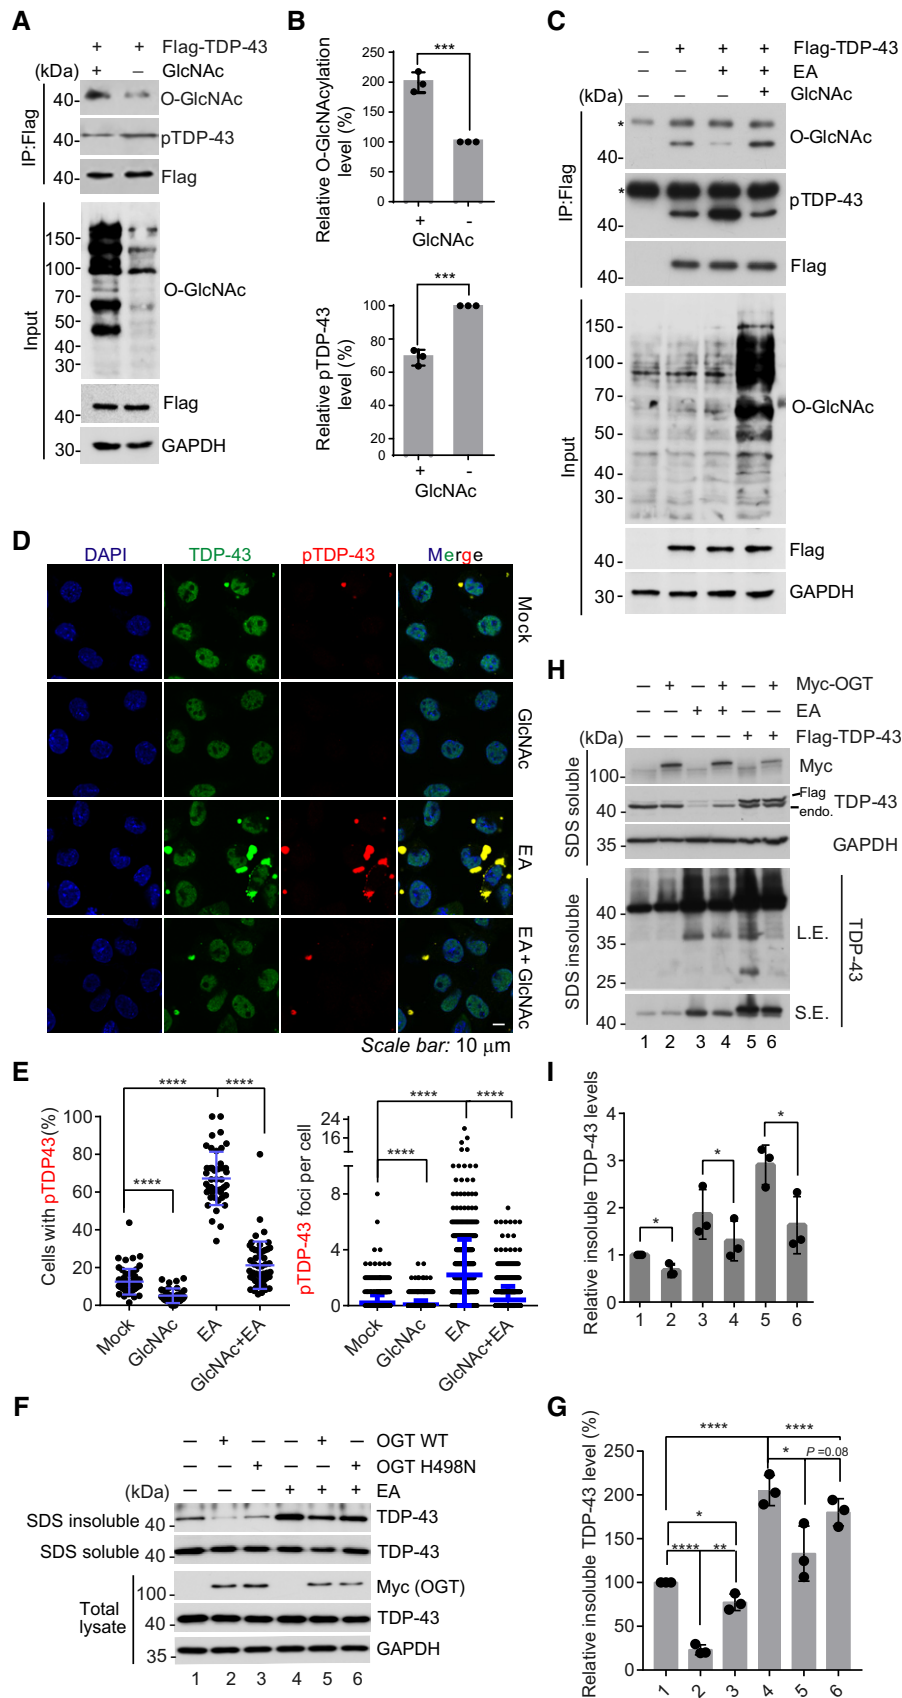 A
+ + Flag-TDP-43
(kDa) + – GlcNAc
IP:Flag
40- O-GlcNAc
pTDP-43
40-
40- Flag
Input
150-
100-
70-
50-
40-
30-
O-GlcNAc
40- Flag
30- GAPDH
B
Relative O-GlcNAcylation level (%)
250
200
150
100
50
0
***
+ -
GlcNAc
Relative pTDP-43 level (%)
100
80
60
40
20
0
***
+ -
GlcNAc
C
– + + + Flag-TDP-43
– – + + EA
(kDa) – – – + GlcNAc
IP:Flag
*
40-
O-GlcNAc
*
40-
pTDP-43
40-
Flag
Input
150-
100-
70-
50-
40-
30-
O-GlcNAc
40- Flag
30- GAPDH
D
DAPI TDP-43 pTDP-43 Merge
Mock
GlcNAc
EA
EA+GlcNAc
Scale bar: 10 μm
E
Cells with pTDP43(%)
100
80
60
40
20
0
**** ****
****
Mock GlcNAc EA GlcNAc+EA
pTDP-43 foci per cell
24
16
8
4
0
**** ****
****
Mock GlcNAc EA GlcNAc+EA
F
– + – – + – OGT WT
– – + – – + OGT H498N
(kDa) – – – + + + EA
SDS insoluble 40- TDP-43
SDS soluble 40- TDP-43
Total lysate
100- Myc (OGT)
40- TDP-43
35- GAPDH
1 2 3 4 5 6
H
– + – + – + Myc-OGT
– – + + – – EA
(kDa) – – – – + + Flag-TDP-43
SDS soluble
100- Myc
40- Flag endo. TDP-43
35- GAPDH
SDS insoluble
40-
35-
25-
L.E.
40- S.E.
TDP-43
1 2 3 4 5 6
I
Relative insoluble TDP-43 levels
4
3
2
1
0
* * *
1 2 3 4 5 6
G
Relative insoluble TDP-43 level (%)
250
200
150
100
50
0
**** ****
* P =0.08
*
**** **
1 2 3 4 5 6